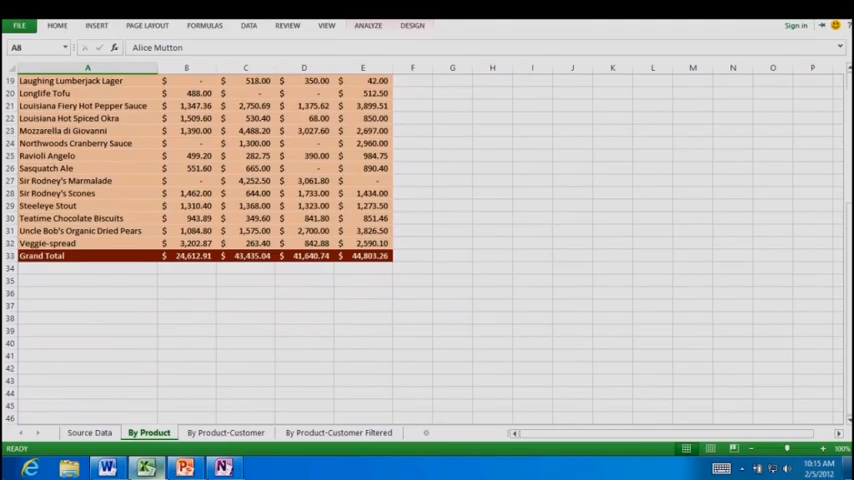 FILE HOME INSERT PAGE LAYOUT FORMULAS DATA REVIEW VIEW ANALYZE DESIGN Sign in
A8 fx Alice Mutton
A B C D E F G H I J K L M N O P
19 Laughing Lumberjack Lager $ - $ 518.00 $ 350.00 $ 42.00
20 Longlife Tofu $ 488.00 $ - $ - $ 512.50
21 Louisiana Fiery Hot Pepper Sauce $ 1,347.36 $ 2,750.69 $ 1,375.62 $ 3,899.51
22 Louisiana Hot Spiced Okra $ 1,509.60 $ 530.40 $ 68.00 $ 850.00
23 Mozzarella di Giovanni $ 1,390.00 $ 4,488.20 $ 3,027.60 $ 2,697.00
24 Northwoods Cranberry Sauce $ - $ 1,300.00 $ - $ 2,960.00
25 Ravioli Angelo $ 499.20 $ 282.75 $ 390.00 $ 984.75
26 Sasquatch Ale $ 551.60 $ 665.00 $ - $ 890.40
27 Sir Rodney's Marmalade $ - $ 4,252.50 $ 3,061.80 $ -
28 Sir Rodney's Scones $ 1,462.00 $ 644.00 $ 1,733.00 $ 1,434.00
29 Steeleye Stout $ 1,310.40 $ 1,368.00 $ 1,323.00 $ 1,273.50
30 Teatime Chocolate Biscuits $ 943.89 $ 349.60 $ 841.80 $ 851.46
31 Uncle Bob's Organic Dried Pears $ 1,084.80 $ 1,575.00 $ 2,700.00 $ 3,826.50
32 Veggie-spread $ 3,202.87 $ 263.40 $ 842.88 $ 2,590.10
33 Grand Total $ 24,612.91 $ 43,435.04 $ 41,640.74 $ 44,803.26
34
35
36
37
38
39
40
41
42
43
44
45
46
Source Data By Product By Product-Customer By Product-Customer Filtered
READY 100%
10:15 AM
2/5/2012